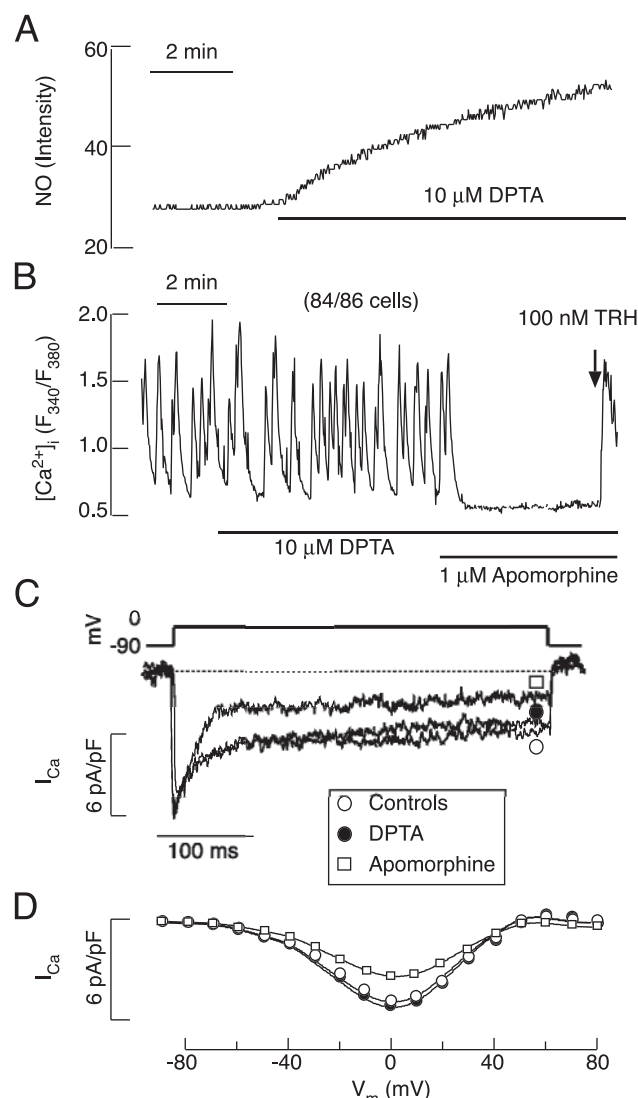 A
60
2 min
40
NO (Intensity)
10 µM DPTA
20
B
2 min
(84/86 cells)
100 nM TRH
2.0
1.5
1.0
0.5
[Ca2+]i (F340/F380)
10 µM DPTA
1 µM Apomorphine
C
0
mV
-90
ICa
6 pA/pF
Controls
DPTA
Apomorphine
100 ms
D
ICa
6 pA/pF
-80 -40 0 40 80
Vm (mV)